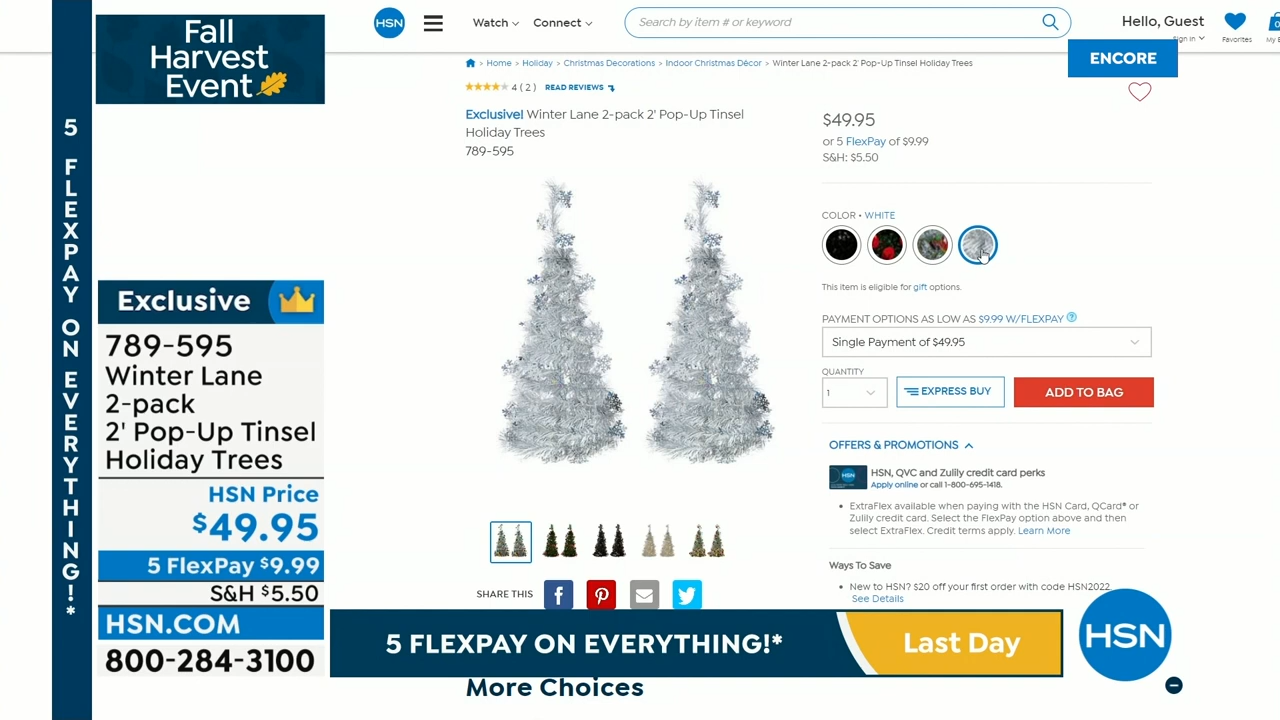 Fall
Harvest
Event
5 FLEXPAY ON EVERYTHING!*
HSN
Watch
Connect
Search by item # or keyword
Hello, Guest
Sign In
Favorites
0
ENCORE
Home > Holiday > Christmas Decorations > Indoor Christmas Décor > Winter Lane 2-pack 2' Pop-Up Tinsel Holiday Trees
4 ( 2 ) READ REVIEWS
Exclusive! Winter Lane 2-pack 2' Pop-Up Tinsel
Holiday Trees
789-595
$49.95
or 5 FlexPay of $9.99
S&H: $5.50
COLOR • WHITE
This item is eligible for gift options.
PAYMENT OPTIONS AS LOW AS $9.99 W/FLEXPAY ?
Single Payment of $49.95
QUANTITY
1
EXPRESS BUY
ADD TO BAG
OFFERS & PROMOTIONS
HSN
HSN, QVC and Zulily credit card perks
Apply online or call 1-800-695-1418.
• ExtraFlex available when paying with the HSN Card, QCard® or
Zulily credit card. Select the FlexPay option above and then
select ExtraFlex. Credit terms apply. Learn More
Ways To Save
• New to HSN? $20 off your first order with code HSN2022.
See Details
SHARE THIS
Exclusive
789-595
Winter Lane
2-pack
2' Pop-Up Tinsel
Holiday Trees
HSN Price
$49.95
5 FlexPay $9.99
S&H $5.50
HSN.COM
800-284-3100
5 FLEXPAY ON EVERYTHING!*
Last Day
HSN
More Choices